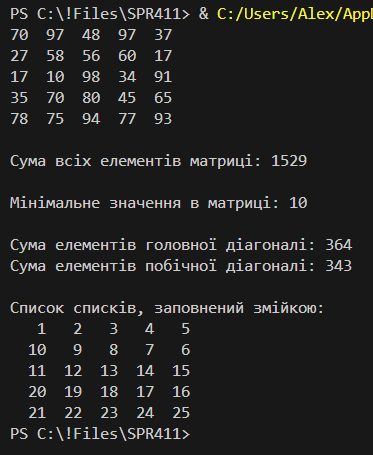 PS C:\!Files\SPR411> & C:/Users/Alex/App
70 97 48 97 37
27 58 56 60 17
17 10 98 34 91
35 70 80 45 65
78 75 94 77 93
Сума всіх елементів матриці: 1529
Мінімальне значення в матриці: 10
Сума елементів головної діагоналі: 364
Сума елементів побічної діагоналі: 343
Список списків, заповнений змійкою:
1 2 3 4 5
10 9 8 7 6
11 12 13 14 15
20 19 18 17 16
21 22 23 24 25
PS C:\!Files\SPR411>